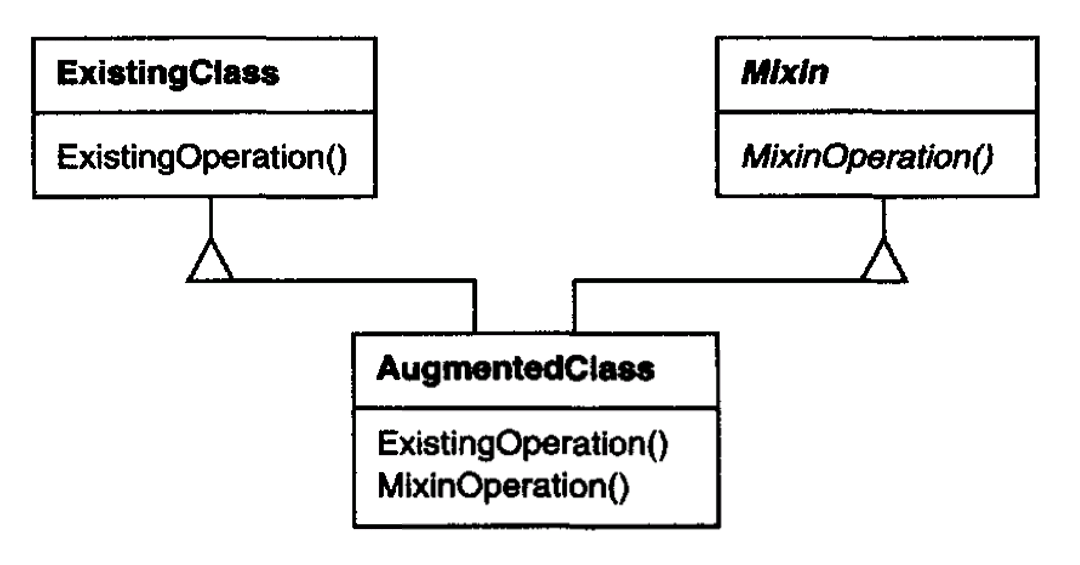 ExistingClass
ExistingOperation()
Mixin
MixinOperation()
AugmentedClass
ExistingOperation()
MixinOperation()